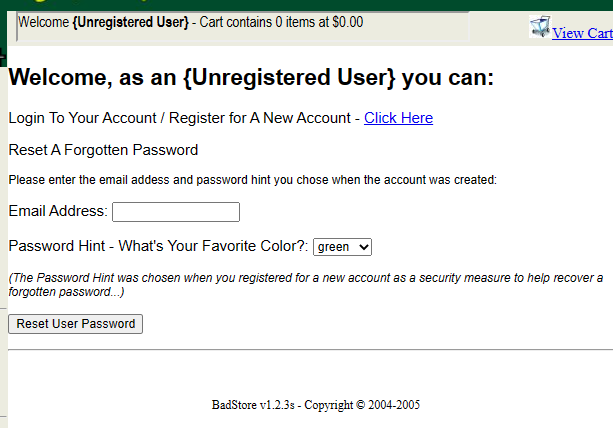 Welcome {Unregistered User} - Cart contains 0 items at $0.00
View Cart
Welcome, as an {Unregistered User} you can:
Login To Your Account / Register for A New Account - Click Here
Reset A Forgotten Password
Please enter the email addess and password hint you chose when the account was created:
Email Address:
Password Hint - What's Your Favorite Color?: green
(The Password Hint was chosen when you registered for a new account as a security measure to help recover a
forgotten password...)
Reset User Password
BadStore v1.2.3s - Copyright © 2004-2005